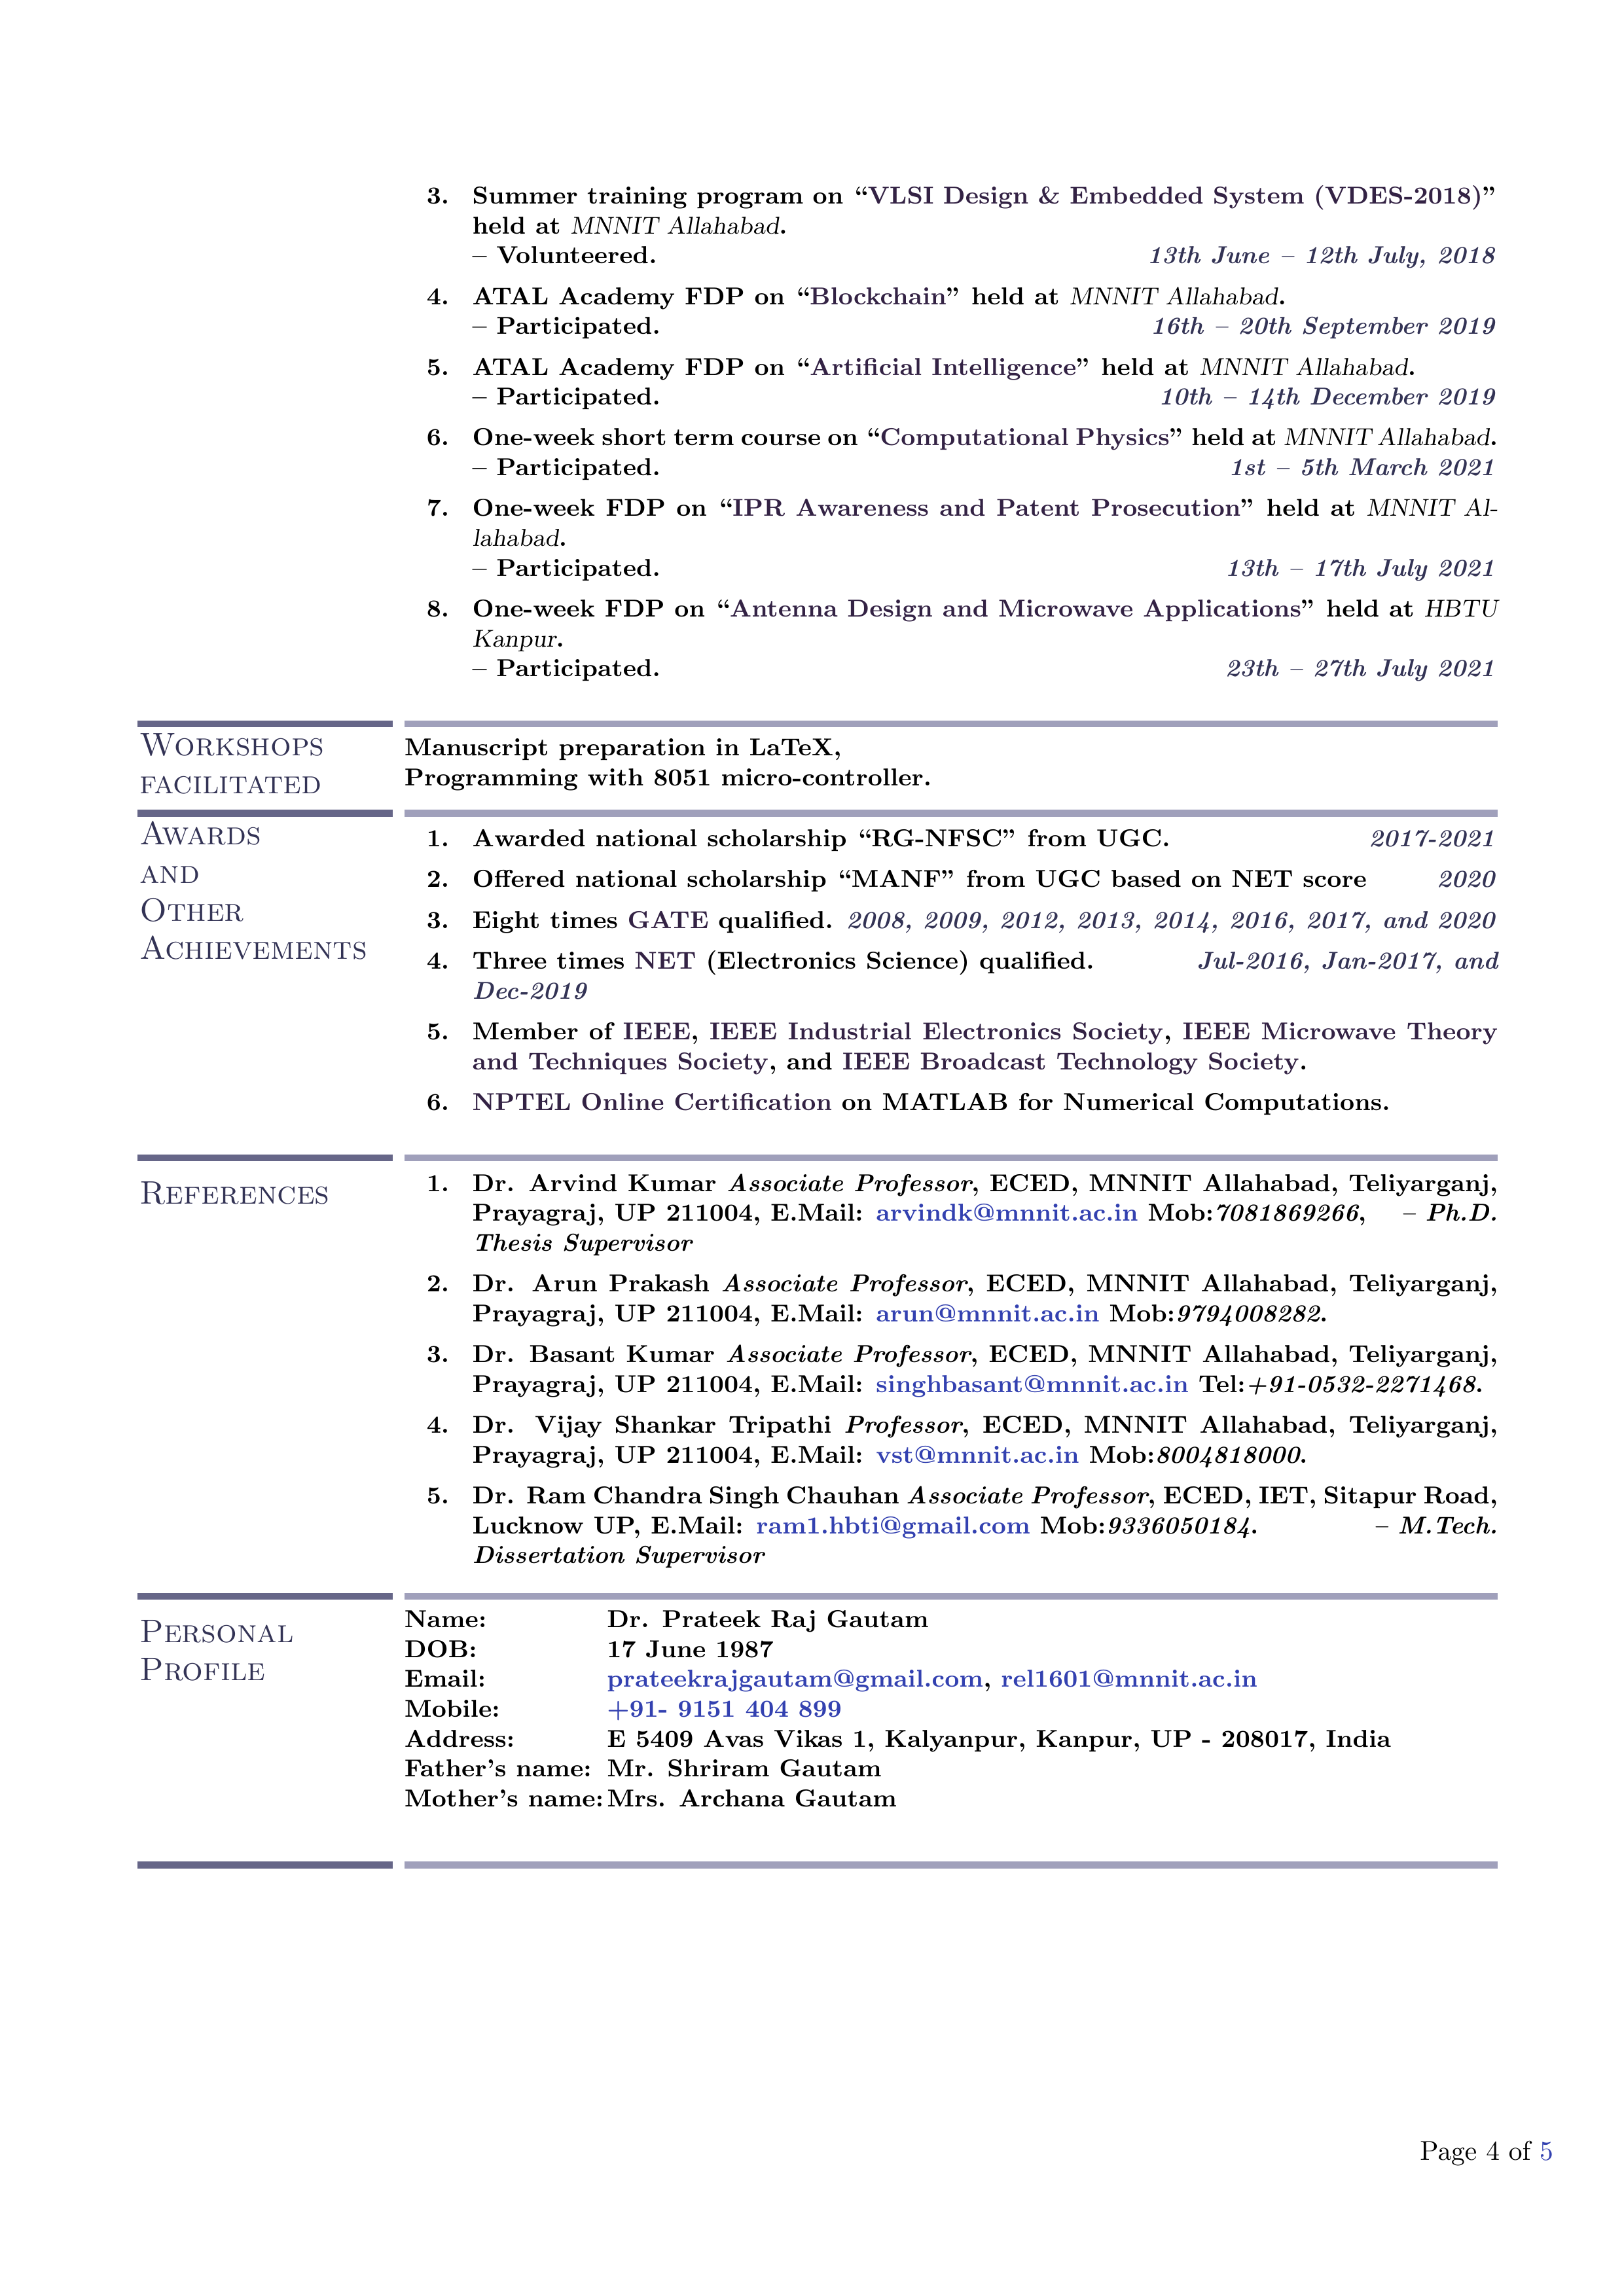 3. Summer training program on “VLSI Design & Embedded System (VDES-2018)”
held at MNNIT Allahabad.
– Volunteered. 13th June – 12th July, 2018
4. ATAL Academy FDP on “Blockchain” held at MNNIT Allahabad.
– Participated. 16th – 20th September 2019
5. ATAL Academy FDP on “Artificial Intelligence” held at MNNIT Allahabad.
– Participated. 10th – 14th December 2019
6. One-week short term course on “Computational Physics” held at MNNIT Allahabad.
– Participated. 1st – 5th March 2021
7. One-week FDP on “IPR Awareness and Patent Prosecution” held at MNNIT Al-
lahabad.
– Participated. 13th – 17th July 2021
8. One-week FDP on “Antenna Design and Microwave Applications” held at HBTU
Kanpur.
– Participated. 23th – 27th July 2021
Workshops
facilitated
Manuscript preparation in LaTeX,
Programming with 8051 micro-controller.
Awards
and
Other
Achievements
1. Awarded national scholarship “RG-NFSC” from UGC. 2017-2021
2. Offered national scholarship “MANF” from UGC based on NET score 2020
3. Eight times GATE qualified. 2008, 2009, 2012, 2013, 2014, 2016, 2017, and 2020
4. Three times NET (Electronics Science) qualified. Jul-2016, Jan-2017, and
Dec-2019
5. Member of IEEE, IEEE Industrial Electronics Society, IEEE Microwave Theory
and Techniques Society, and IEEE Broadcast Technology Society.
6. NPTEL Online Certification on MATLAB for Numerical Computations.
References
1. Dr. Arvind Kumar Associate Professor, ECED, MNNIT Allahabad, Teliyarganj,
Prayagraj, UP 211004, E.Mail: arvindk@mnnit.ac.in Mob:7081869266, – Ph.D.
Thesis Supervisor
2. Dr. Arun Prakash Associate Professor, ECED, MNNIT Allahabad, Teliyarganj,
Prayagraj, UP 211004, E.Mail: arun@mnnit.ac.in Mob:9794008282.
3. Dr. Basant Kumar Associate Professor, ECED, MNNIT Allahabad, Teliyarganj,
Prayagraj, UP 211004, E.Mail: singhbasant@mnnit.ac.in Tel:+91-0532-2271468.
4. Dr. Vijay Shankar Tripathi Professor, ECED, MNNIT Allahabad, Teliyarganj,
Prayagraj, UP 211004, E.Mail: vst@mnnit.ac.in Mob:8004818000.
5. Dr. Ram Chandra Singh Chauhan Associate Professor, ECED, IET, Sitapur Road,
Lucknow UP, E.Mail: ram1.hbti@gmail.com Mob:9336050184. – M.Tech.
Dissertation Supervisor
Personal
Profile
Name: Dr. Prateek Raj Gautam
DOB: 17 June 1987
Email: prateekrajgautam@gmail.com, rel1601@mnnit.ac.in
Mobile: +91- 9151 404 899
Address: E 5409 Avas Vikas 1, Kalyanpur, Kanpur, UP - 208017, India
Father’s name: Mr. Shriram Gautam
Mother’s name: Mrs. Archana Gautam
Page 4 of 5